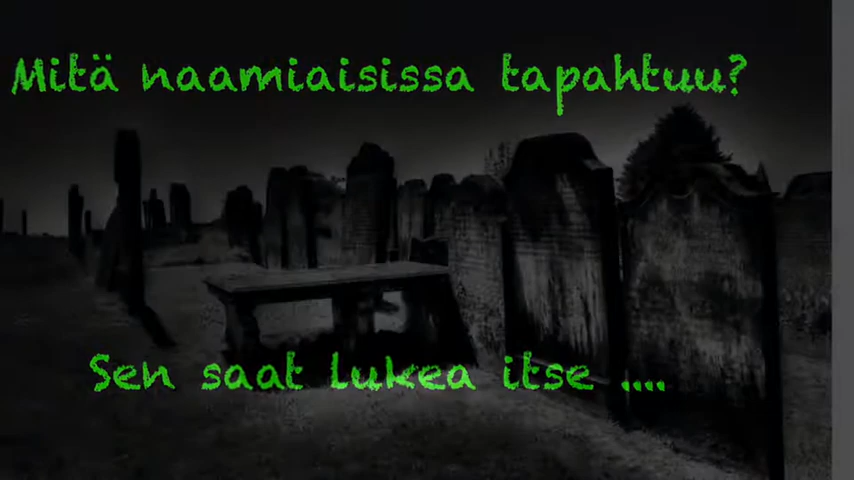 Mitä naamiaisissa tapahtuu?
Sen saat lukea itse ....